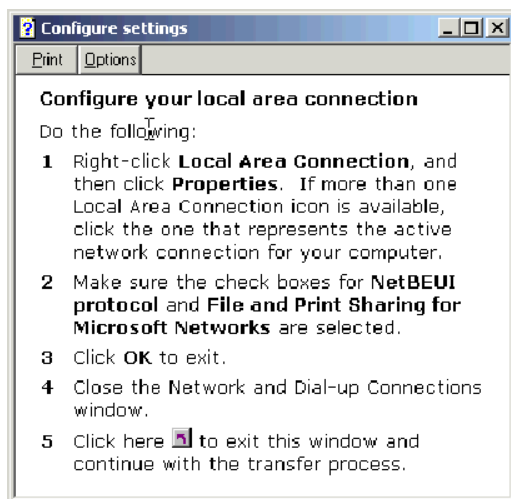 Configure settings
Print Options
Configure your local area connection
Do the following:
1 Right-click Local Area Connection, and
then click Properties. If more than one
Local Area Connection icon is available,
click the one that represents the active
network connection for your computer.
2 Make sure the check boxes for NetBEUI
protocol and File and Print Sharing for
Microsoft Networks are selected.
3 Click OK to exit.
4 Close the Network and Dial-up Connections
window.
5 Click here to exit this window and
continue with the transfer process.